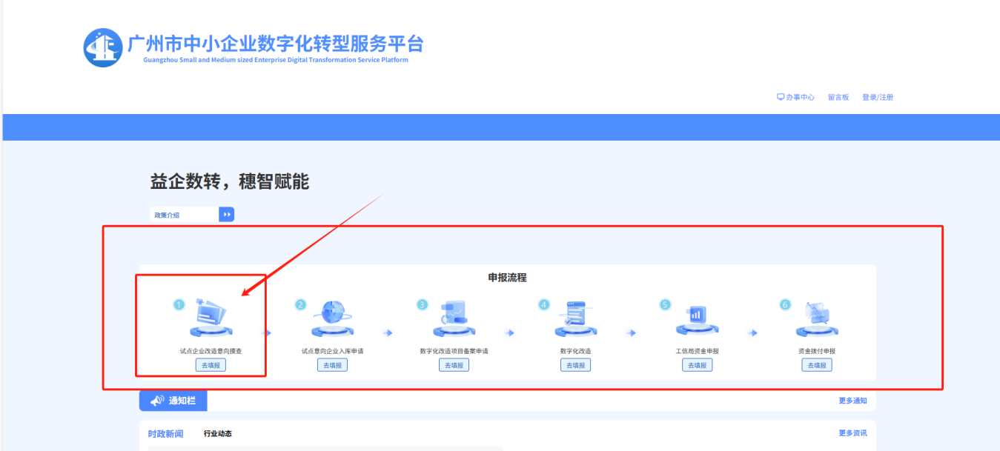 广州市中小企业数字化转型服务平台
Guangzhou Small and Medium sized Enterprise Digital Transformation Service Platform
办事中心 留言板 登录/注册
益企数转，穗智赋能
政策介绍
申报流程
1 2 3 4 5 6
试点企业改造意向摸查 试点意向企业入库申请 数字化改造项目备案申请 数字化改造 工信局资金申报 资金拨付申报
去填报 去填报 去填报 去填报 去填报 去填报
通知栏 更多通知
时政新闻 行业动态 更多资讯